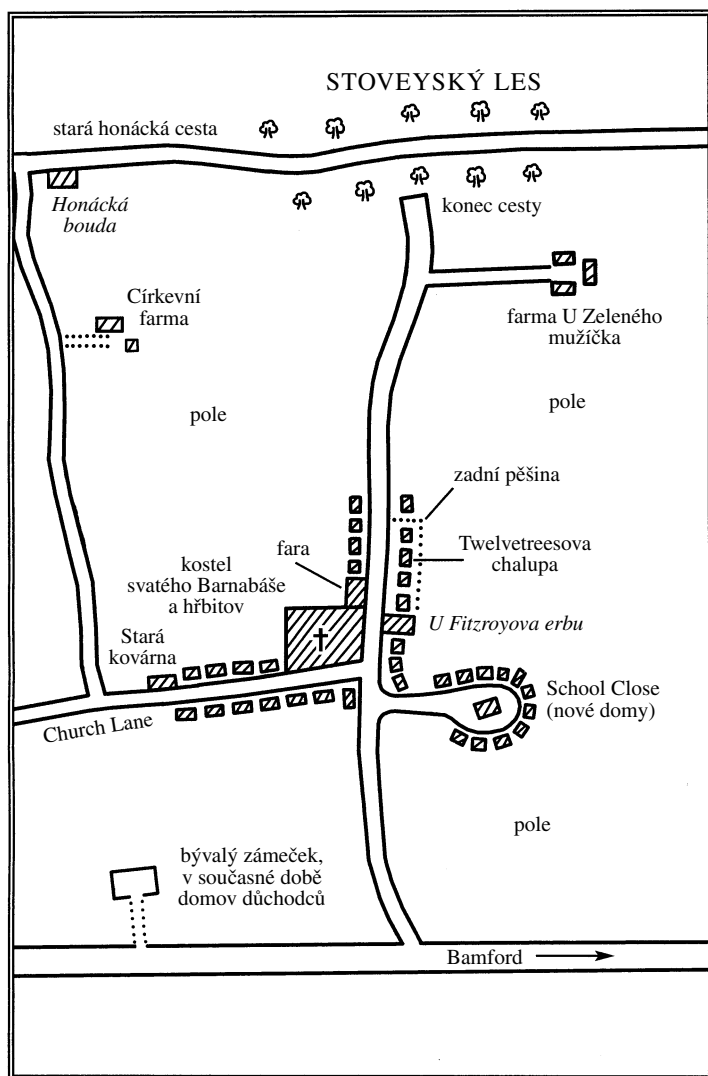 STOVEYSKÝ LES
stará honácká cesta
Honácká
bouda
konec cesty
Církevní
farma
farma U Zeleného
mužíčka
pole
pole
zadní pěšina
fara
Twelvetreesova
chalupa
kostel
svatého Barnabáše
a hřbitov
U Fitzroyova erbu
Stará
kovárna
School Close
(nové domy)
Church Lane
pole
bývalý zámeček,
v současné době
domov důchodců
Bamford